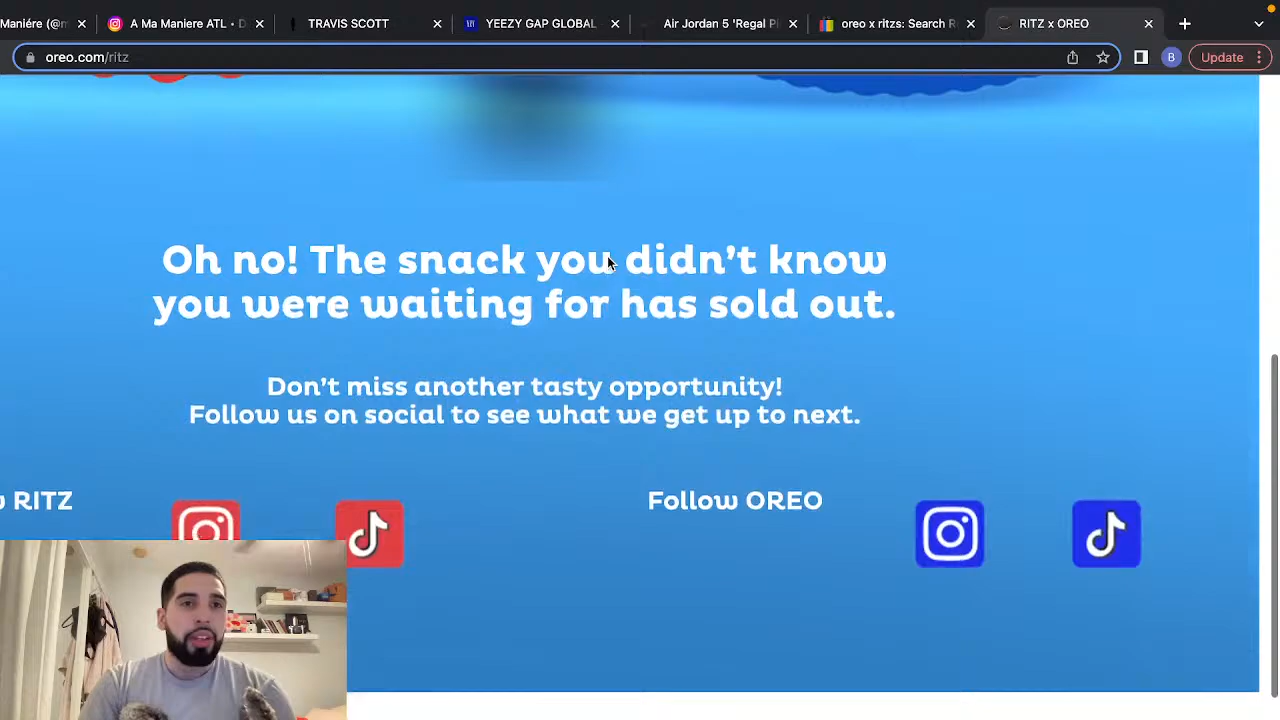 Maniére (@m
A Ma Maniere ATL • D
TRAVIS SCOTT
YEEZY GAP GLOBAL
Air Jordan 5 'Regal Pi
oreo x ritzs: Search R
RITZ x OREO
oreo.com/ritz
B
Update
Oh no! The snack you didn't know
you were waiting for has sold out.
Don't miss another tasty opportunity!
Follow us on social to see what we get up to next.
RITZ
Follow OREO